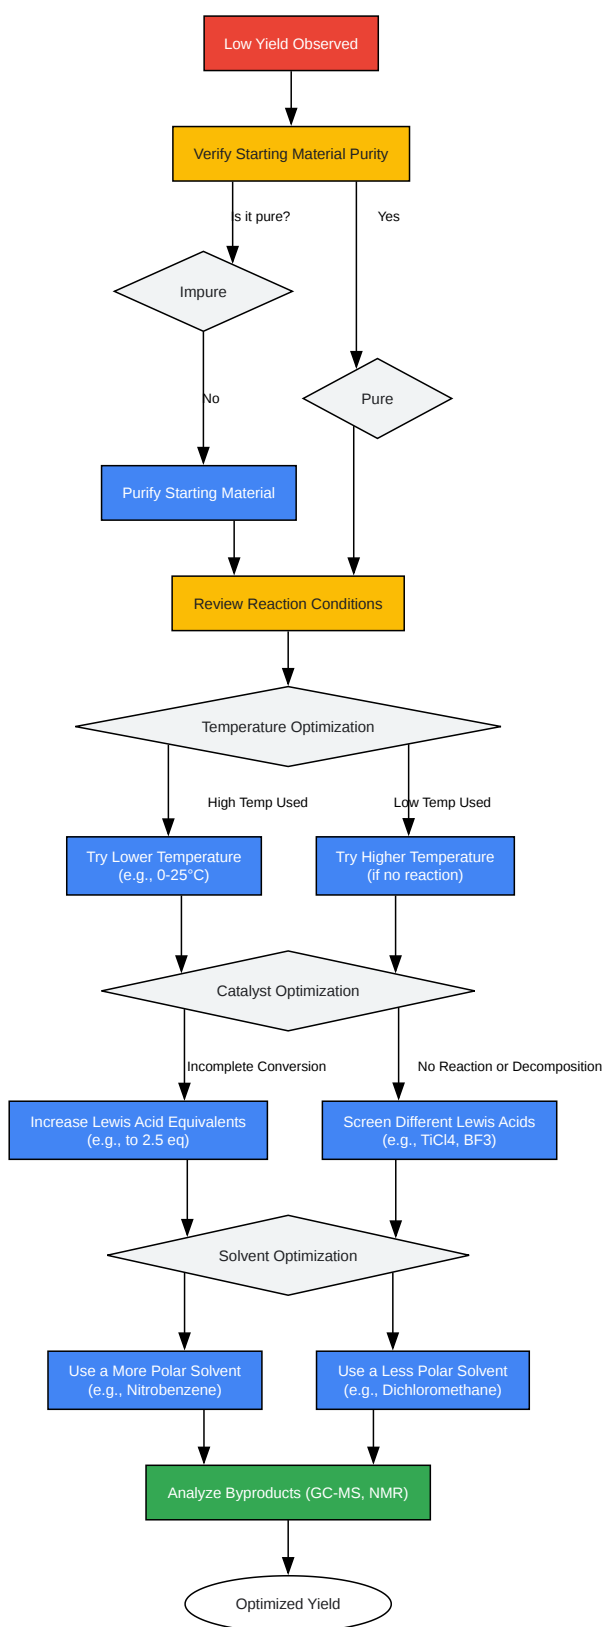 Low Yield Observed
Verify Starting Material Purity
Is it pure?
Yes
Impure
Pure
No
Purify Starting Material
Review Reaction Conditions
Temperature Optimization
High Temp Used
Low Temp Used
Try Lower Temperature
(e.g., 0-25°C)
Try Higher Temperature
(if no reaction)
Catalyst Optimization
Incomplete Conversion
No Reaction or Decomposition
Increase Lewis Acid Equivalents
(e.g., to 2.5 eq)
Screen Different Lewis Acids
(e.g., TiCl4, BF3)
Solvent Optimization
Use a More Polar Solvent
(e.g., Nitrobenzene)
Use a Less Polar Solvent
(e.g., Dichloromethane)
Analyze Byproducts (GC-MS, NMR)
Optimized Yield